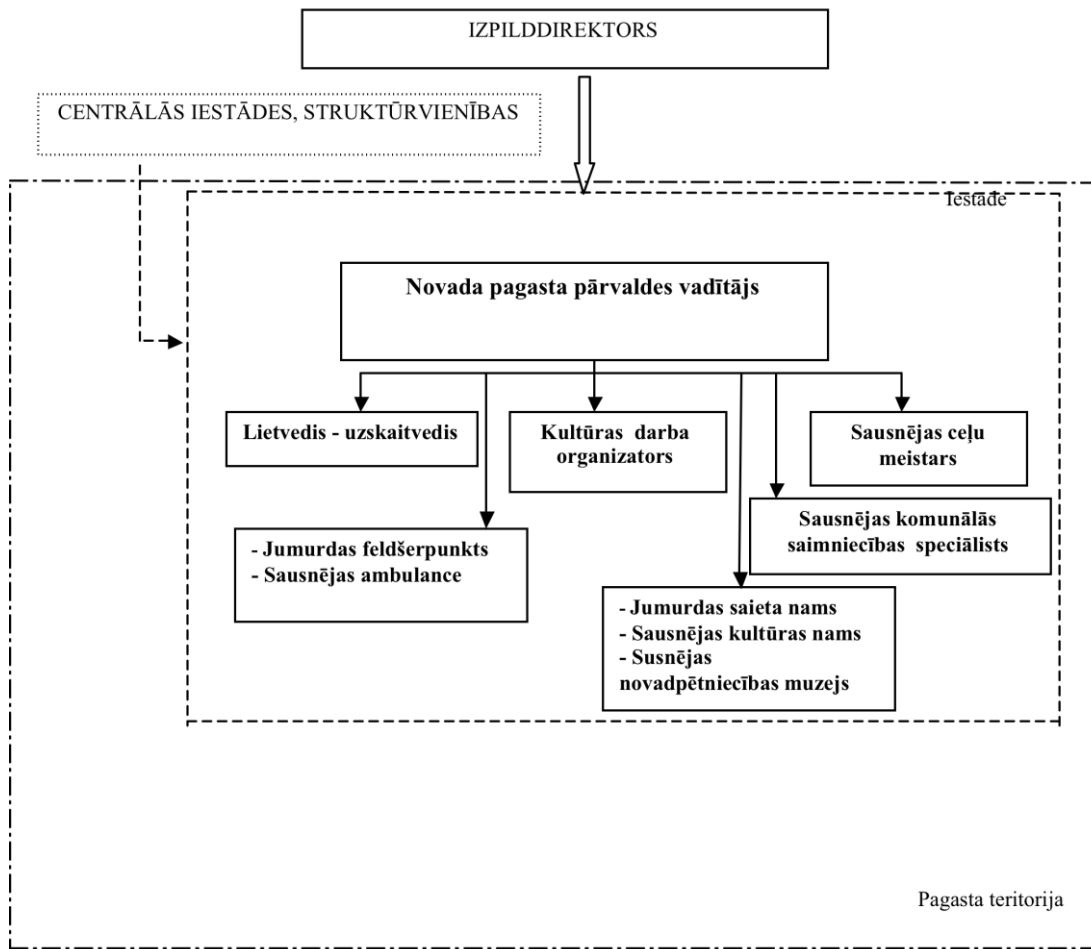 IZPILDDIREKTORS
CENTRĀLĀS IESTĀDES, STRUKTŪRVIENĪBAS
Iestāde
Novada pagasta pārvaldes vadītājs
Lietvedis - uzskaitvedis
Kultūras darba
organizators
Sausnējas ceļu
meistars
Sausnējas komunālās
saimniecības speciālists
- Jumurdas feldšerpunkts
- Sausnējas ambulance
- Jumurdas saieta nams
- Sausnējas kultūras nams
- Susnējas
novadpētniecības muzejs
Pagasta teritorija